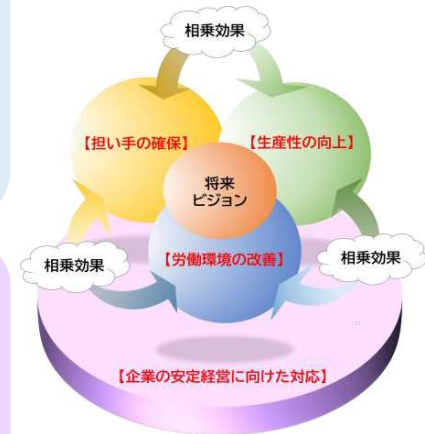 相乗効果
【担い手の確保】
【生産性の向上】
将来
ビジョン
相乗効果
【労働環境の改善】
相乗効果
【企業の安定経営に向けた対応】